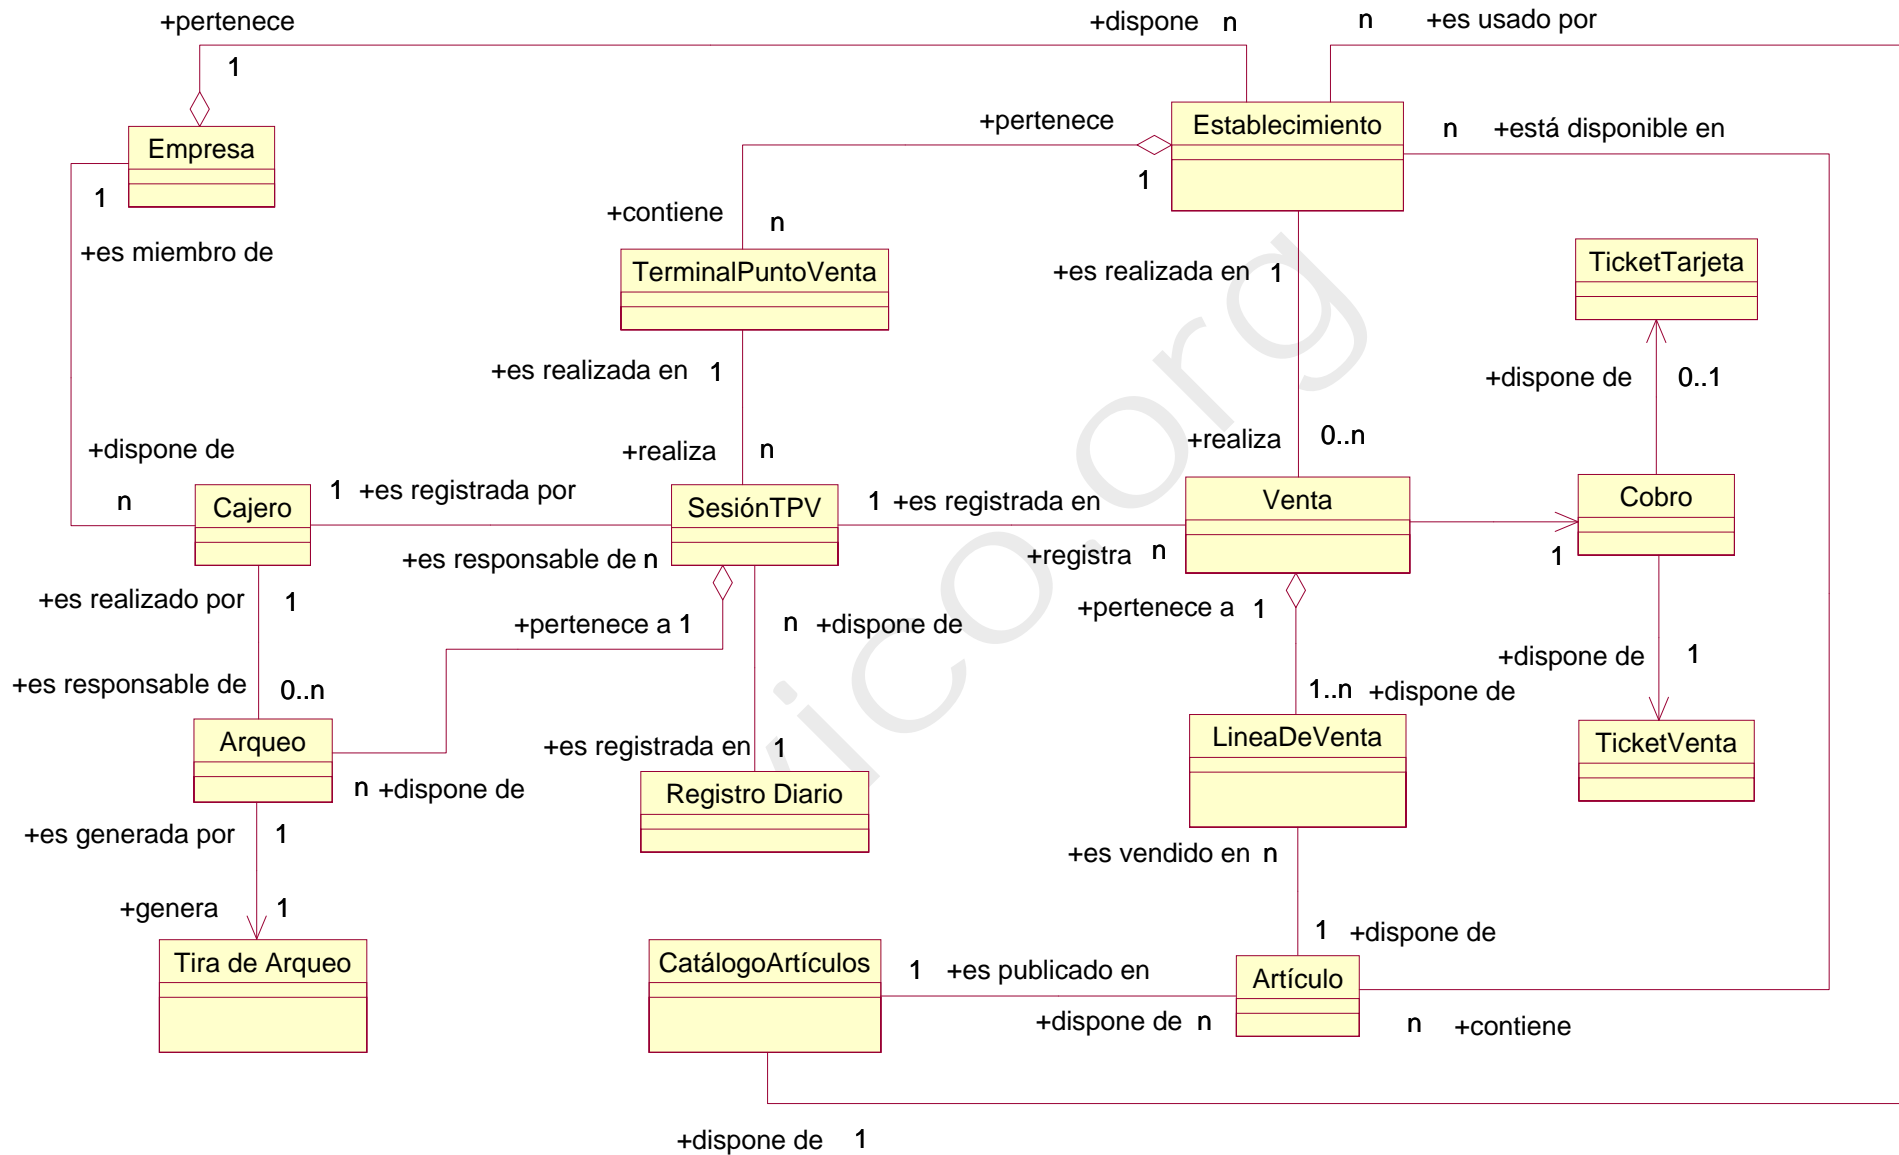 +pertenece
+dispone n
n +es usado por
1
Empresa
1
+es miembro de
+pertenece
Establecimiento
n +está disponible en
1
+contiene
n
TerminalPuntoVenta
+es realizada en 1
TicketTarjeta
+es realizada en 1
+dispone de 0..1
+dispone de
n
+realiza n
+realiza 0..n
Cajero
1 +es registrada por
SesiónTPV
1 +es registrada en
Venta
Cobro
+es responsable de n
+registra n
1
+es realizado por 1
+pertenece a 1
n +dispone de
+pertenece a 1
+dispone de 1
+es responsable de 0..n
1..n +dispone de
Arqueo
+es registrada en 1
LineaDeVenta
TicketVenta
n +dispone de
Registro Diario
+es generada por 1
+es vendido en n
+genera 1
1 +dispone de
Tira de Arqueo
CatálogoArtículos
1 +es publicado en
Artículo
+dispone de n
n +contiene
+dispone de 1
vico.org